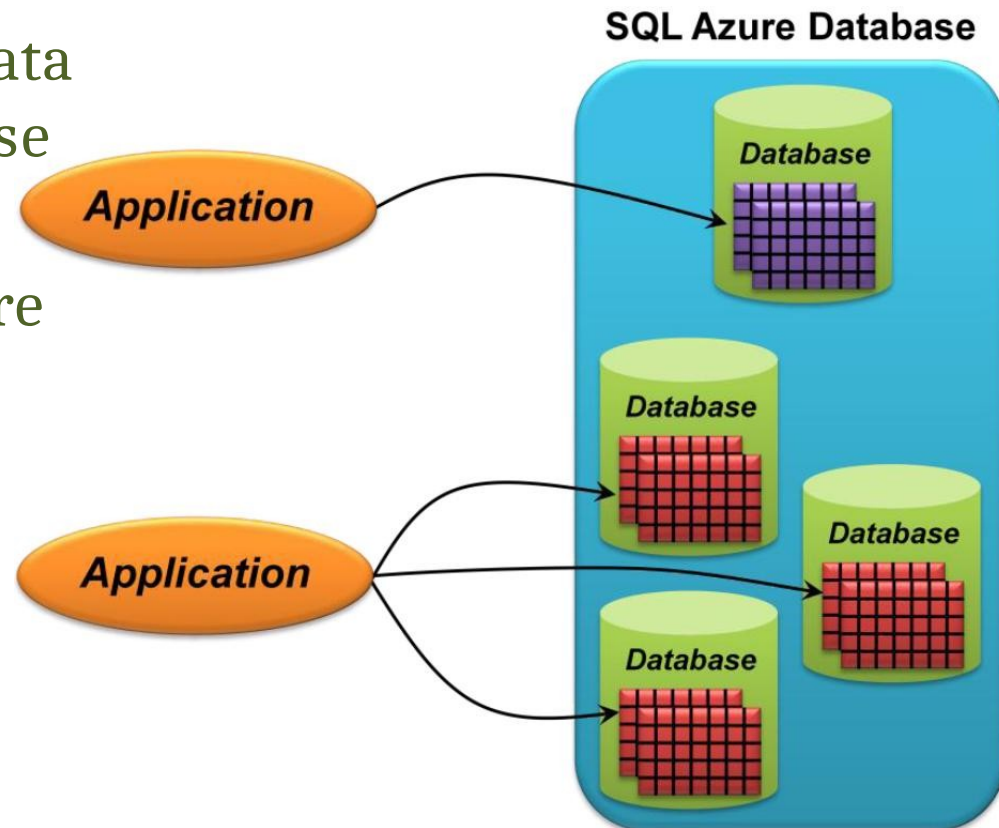 SQL Azure Database
ata
se
re
Application
Database
Application
Database
Database
Database